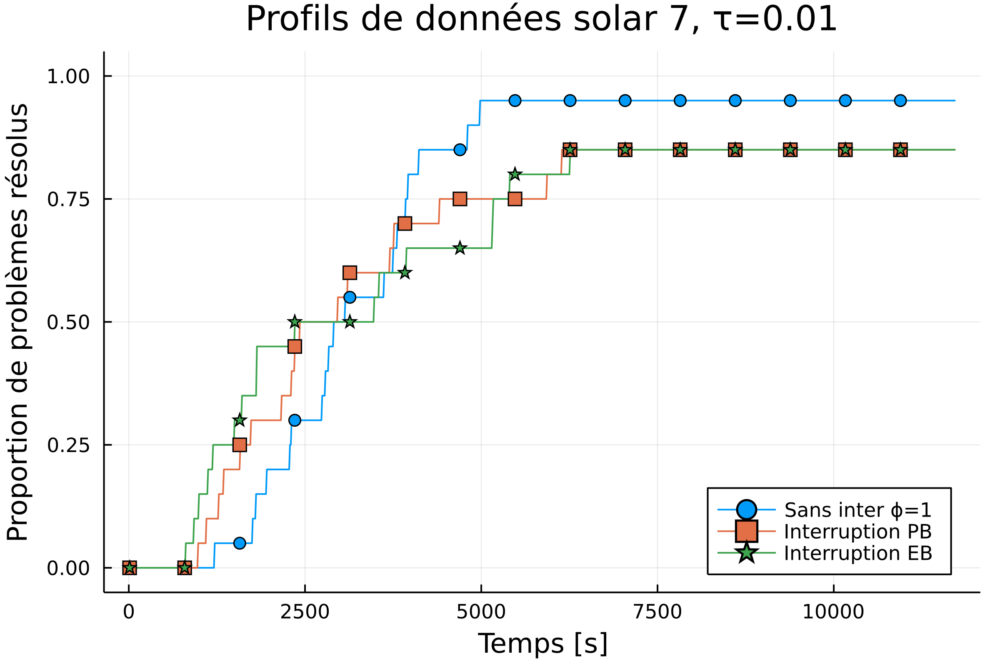 Profils de données solar 7, τ=0.01
Proportion de problèmes résolus
1.00
0.75
0.50
0.25
0.00
0
2500
5000
7500
10000
Temps [s]
Sans inter ϕ=1
Interruption PB
Interruption EB